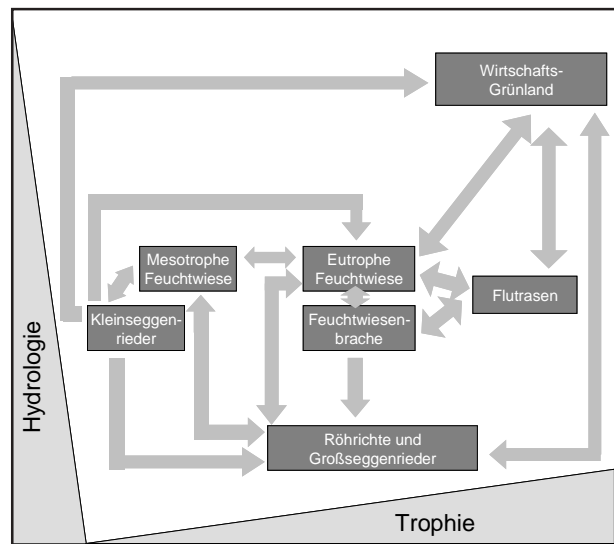 Wirtschafts-
Grünland
Mesotrophe
Feuchtwiese
Eutrophe
Feuchtwiese
Flutrasen
Kleinseggen-
rieder
Feuchtwiesen-
brache
Röhrichte und
Großseggenrieder
Hydrologie
Trophie